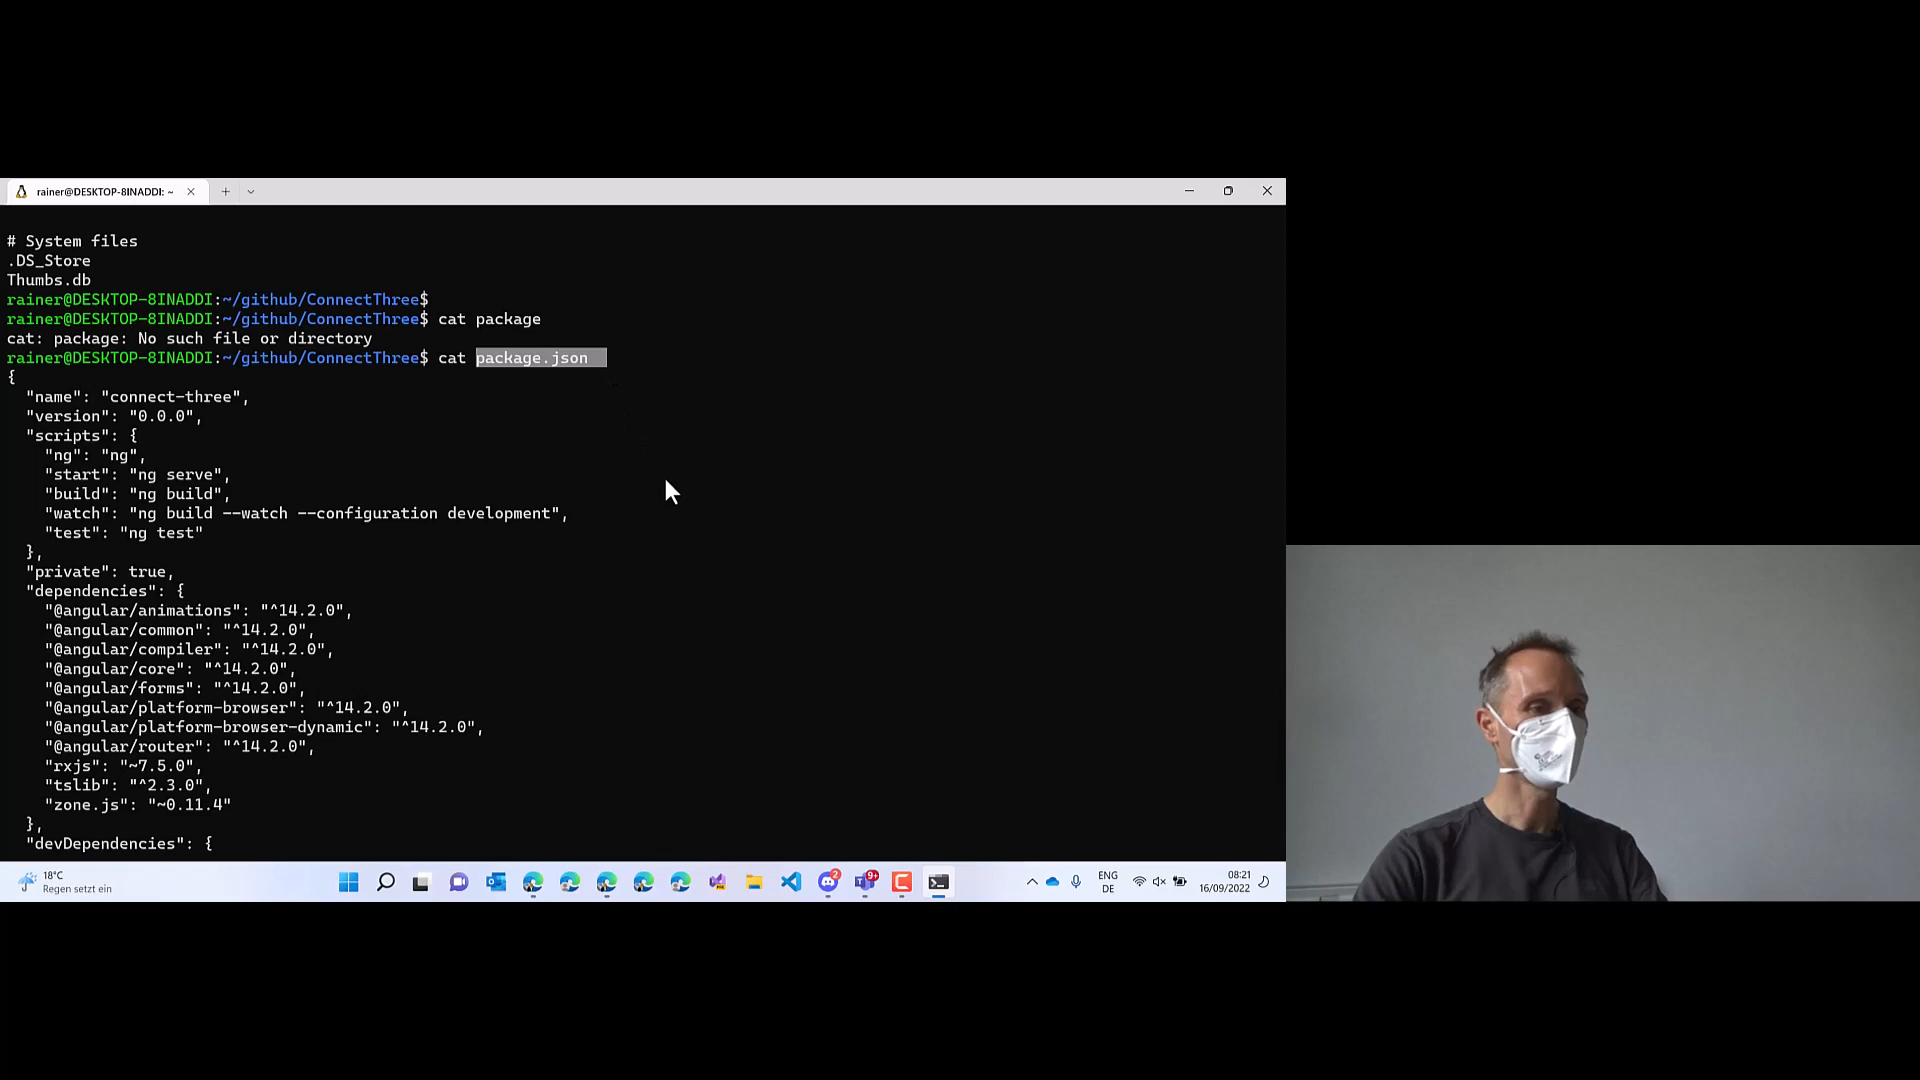 rainer@DESKTOP-8INADDI: ~
# System files
.DS_Store
Thumbs.db
rainer@DESKTOP-8INADDI:~/github/ConnectThree$
rainer@DESKTOP-8INADDI:~/github/ConnectThree$ cat package
cat: package: No such file or directory
rainer@DESKTOP-8INADDI:~/github/ConnectThree$ cat package.json
{
  "name": "connect-three",
  "version": "0.0.0",
  "scripts": {
    "ng": "ng",
    "start": "ng serve",
    "build": "ng build",
    "watch": "ng build --watch --configuration development",
    "test": "ng test"
  },
  "private": true,
  "dependencies": {
    "@angular/animations": "^14.2.0",
    "@angular/common": "^14.2.0",
    "@angular/compiler": "^14.2.0",
    "@angular/core": "^14.2.0",
    "@angular/forms": "^14.2.0",
    "@angular/platform-browser": "^14.2.0",
    "@angular/platform-browser-dynamic": "^14.2.0",
    "@angular/router": "^14.2.0",
    "rxjs": "~7.5.0",
    "tslib": "^2.3.0",
    "zone.js": "~0.11.4"
  },
  "devDependencies": {
18°C
Regen setzt ein
2
9+
ENG
DE
08:21
16/09/2022